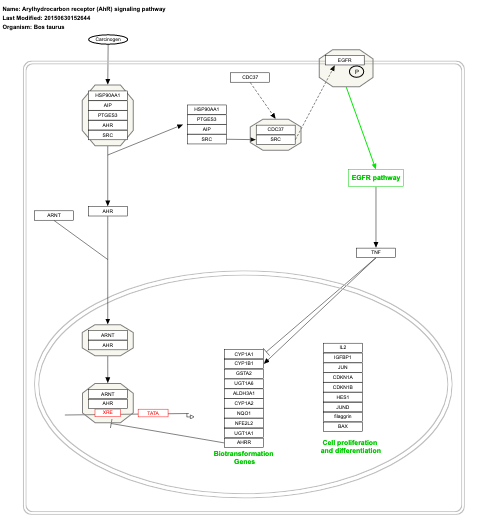 Name: Arylhydrocarbon receptor (AhR) signaling pathway
Last Modified: 20150630152644
Organism: Bos taurus
Carcinogen
EGFR
P
CDC37
HSP90AA1
AIP
PTGES3
AHR
SRC
HSP90AA1
PTGES3
AIP
SRC
CDC37
SRC
EGFR pathway
ARNT
AHR
TNF
ARNT
AHR
CYP1A1
CYP1B1
GSTA2
UGT1A6
ALDH3A1
CYP1A2
NQO1
NFE2L2
UGT1A1
AHRR
Biotransformation
Genes
IL2
IGFBP1
JUN
CDKN1A
CDKN1B
HES1
JUND
filaggrin
BAX
Cell proliferation
and differentiation
ARNT
AHR
XRE
TATA